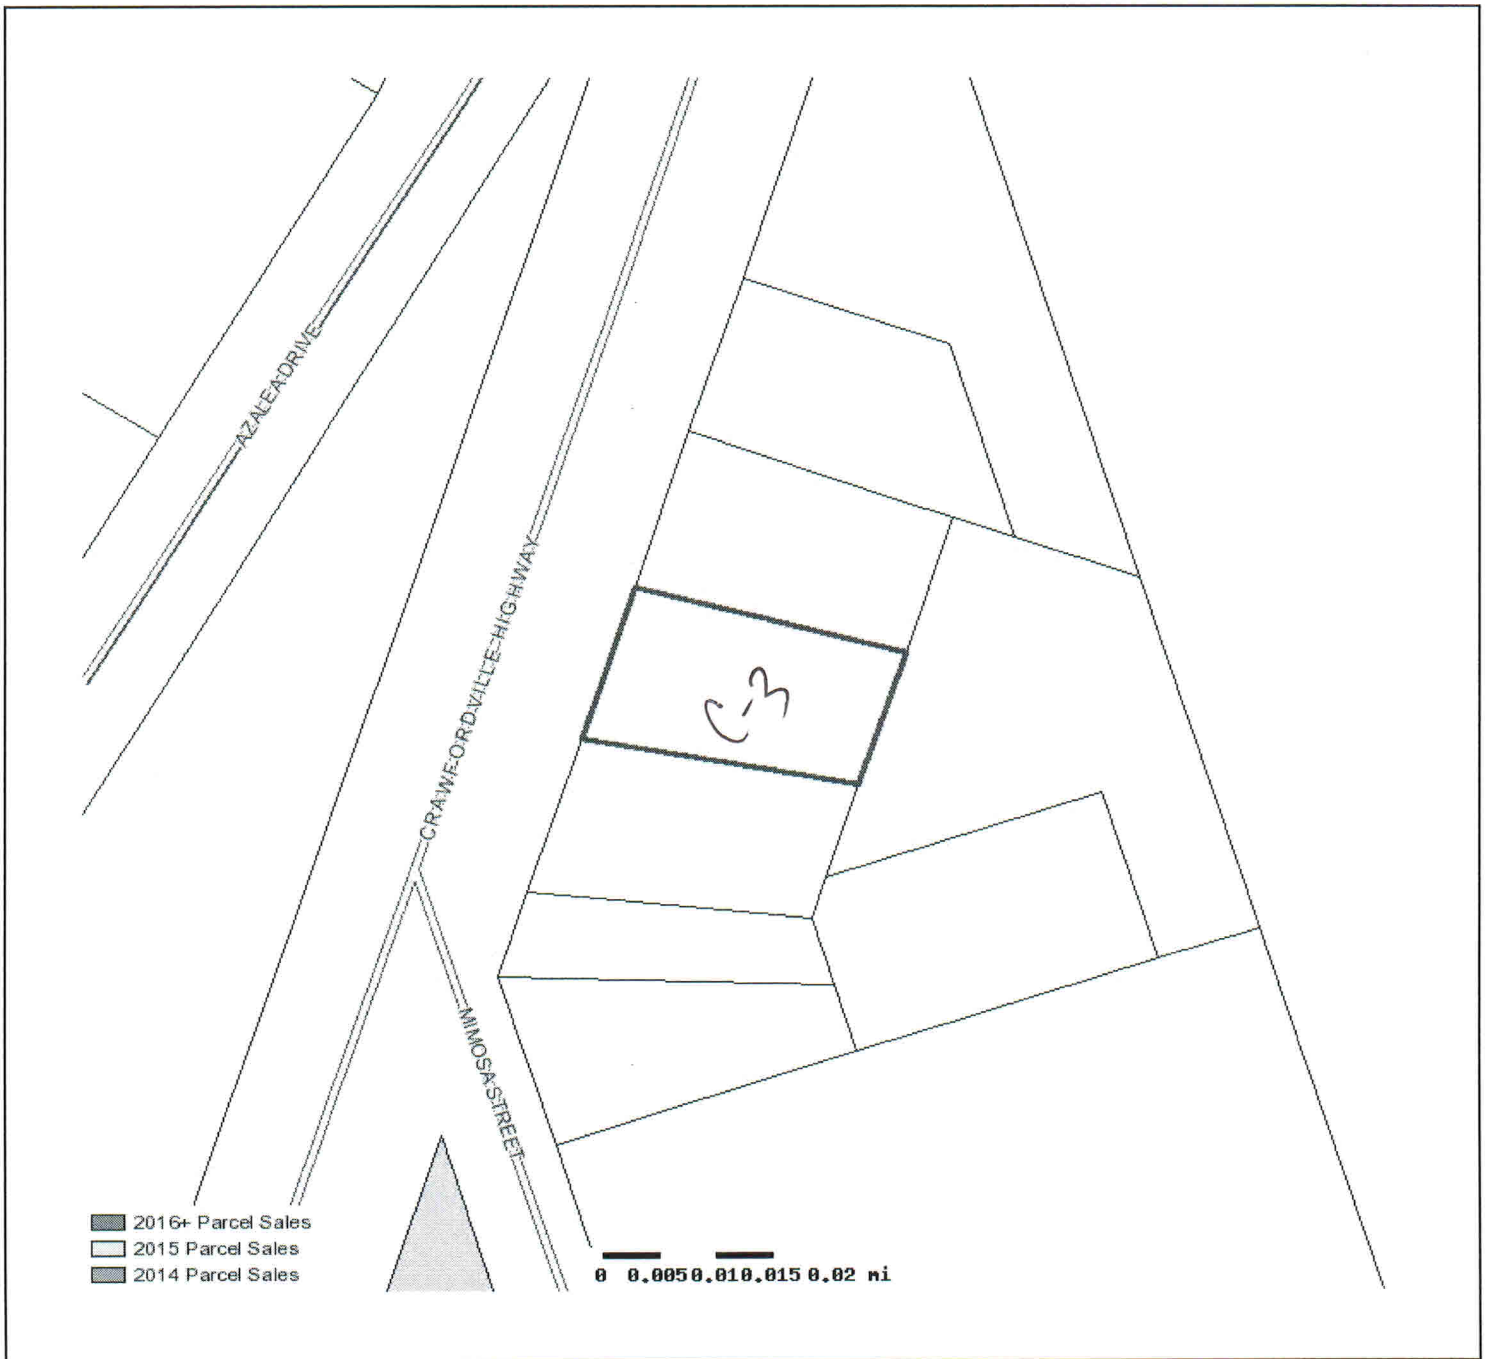 AZALEA DRIVE
CRAWFORDVILLE HIGHWAY
C-3
MIMOSA STREET
2016+ Parcel Sales
2015 Parcel Sales
2014 Parcel Sales
0 0.005 0.01 0.015 0.02 mi